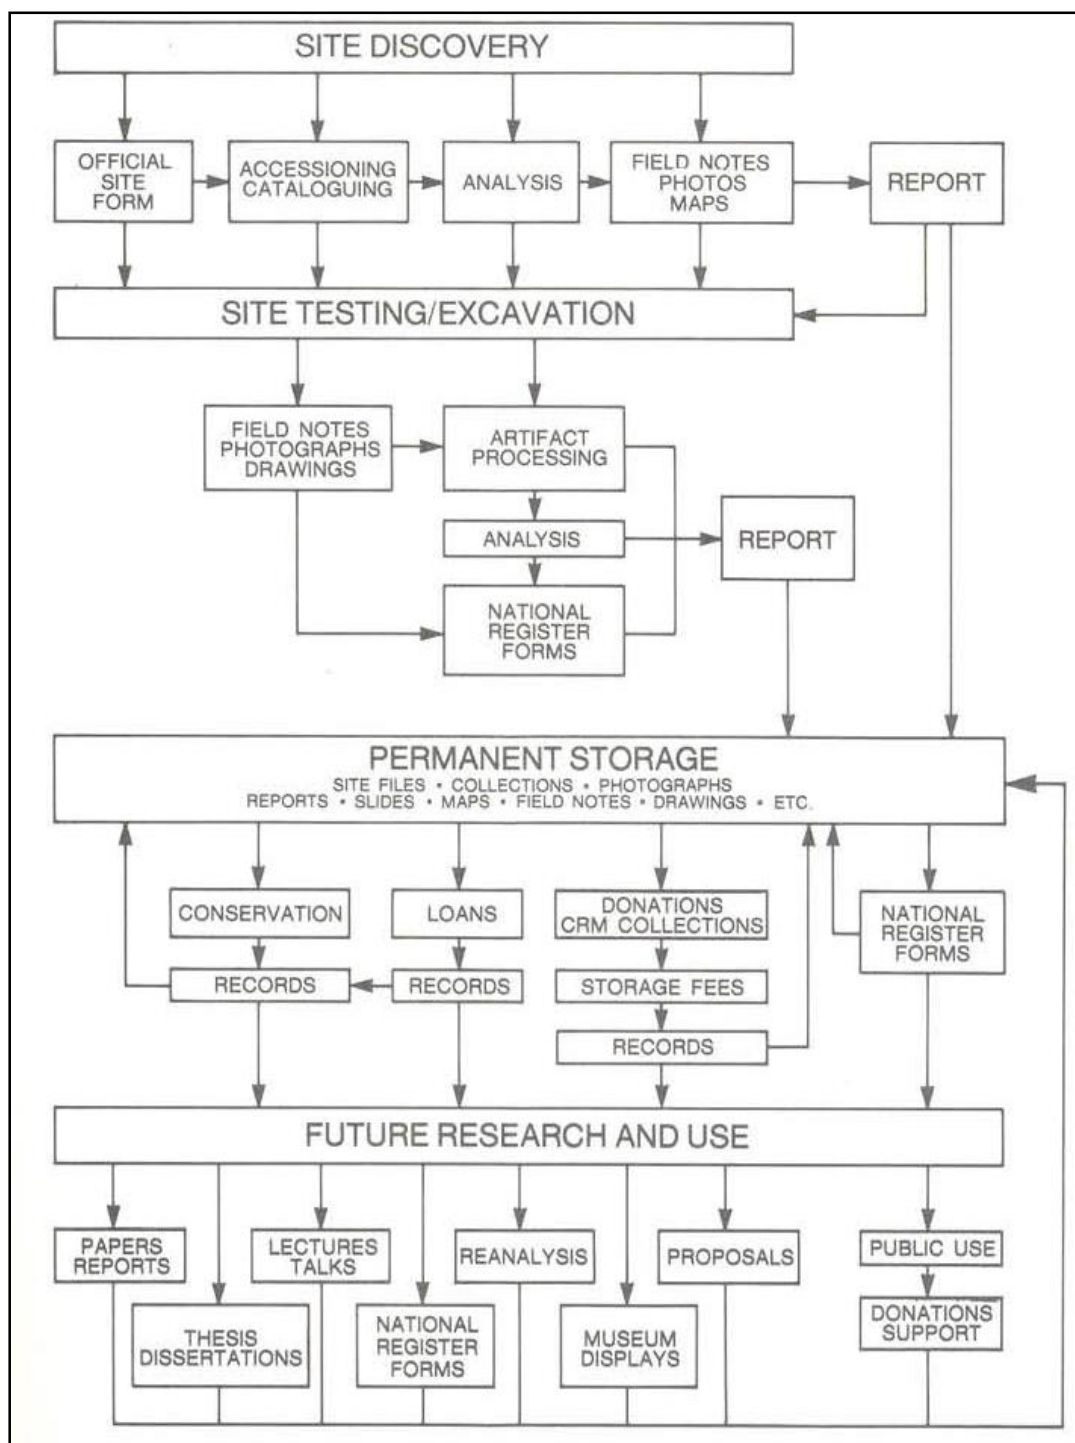 SITE DISCOVERY
OFFICIAL
SITE
FORM
ACCESSIONING
CATALOGUING
ANALYSIS
FIELD NOTES
PHOTOS
MAPS
REPORT
SITE TESTING/EXCAVATION
FIELD NOTES
PHOTOGRAPHS
DRAWINGS
ARTIFACT
PROCESSING
ANALYSIS
NATIONAL
REGISTER
FORMS
REPORT
PERMANENT STORAGE
SITE FILES • COLLECTIONS • PHOTOGRAPHS
REPORTS • SLIDES • MAPS • FIELD NOTES • DRAWINGS • ETC.
CONSERVATION
RECORDS
LOANS
RECORDS
DONATIONS
CRM COLLECTIONS
STORAGE FEES
RECORDS
NATIONAL
REGISTER
FORMS
FUTURE RESEARCH AND USE
PAPERS
REPORTS
THESIS
DISSERTATIONS
LECTURES
TALKS
NATIONAL
REGISTER
FORMS
REANALYSIS
MUSEUM
DISPLAYS
PROPOSALS
PUBLIC USE
DONATIONS
SUPPORT